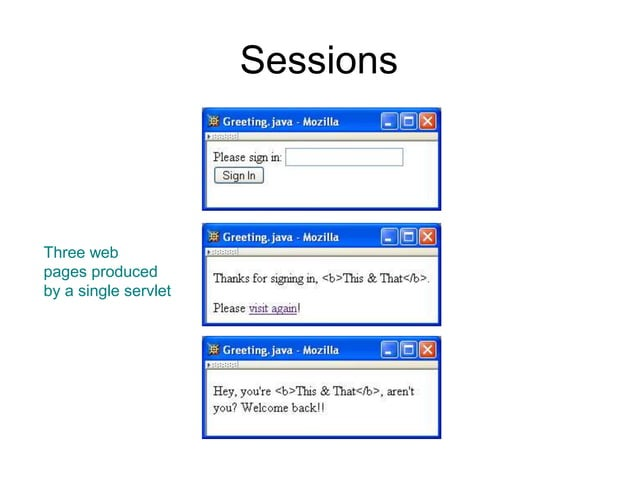 Sessions
Greeting.java - Mozilla
Please sign in:
Sign In
Three web
pages produced
by a single servlet
Greeting.java - Mozilla
Thanks for signing in, <b>This & That</b>.
Please visit again!
Greeting.java - Mozilla
Hey, you're <b>This & That</b>, aren't
you? Welcome back!!